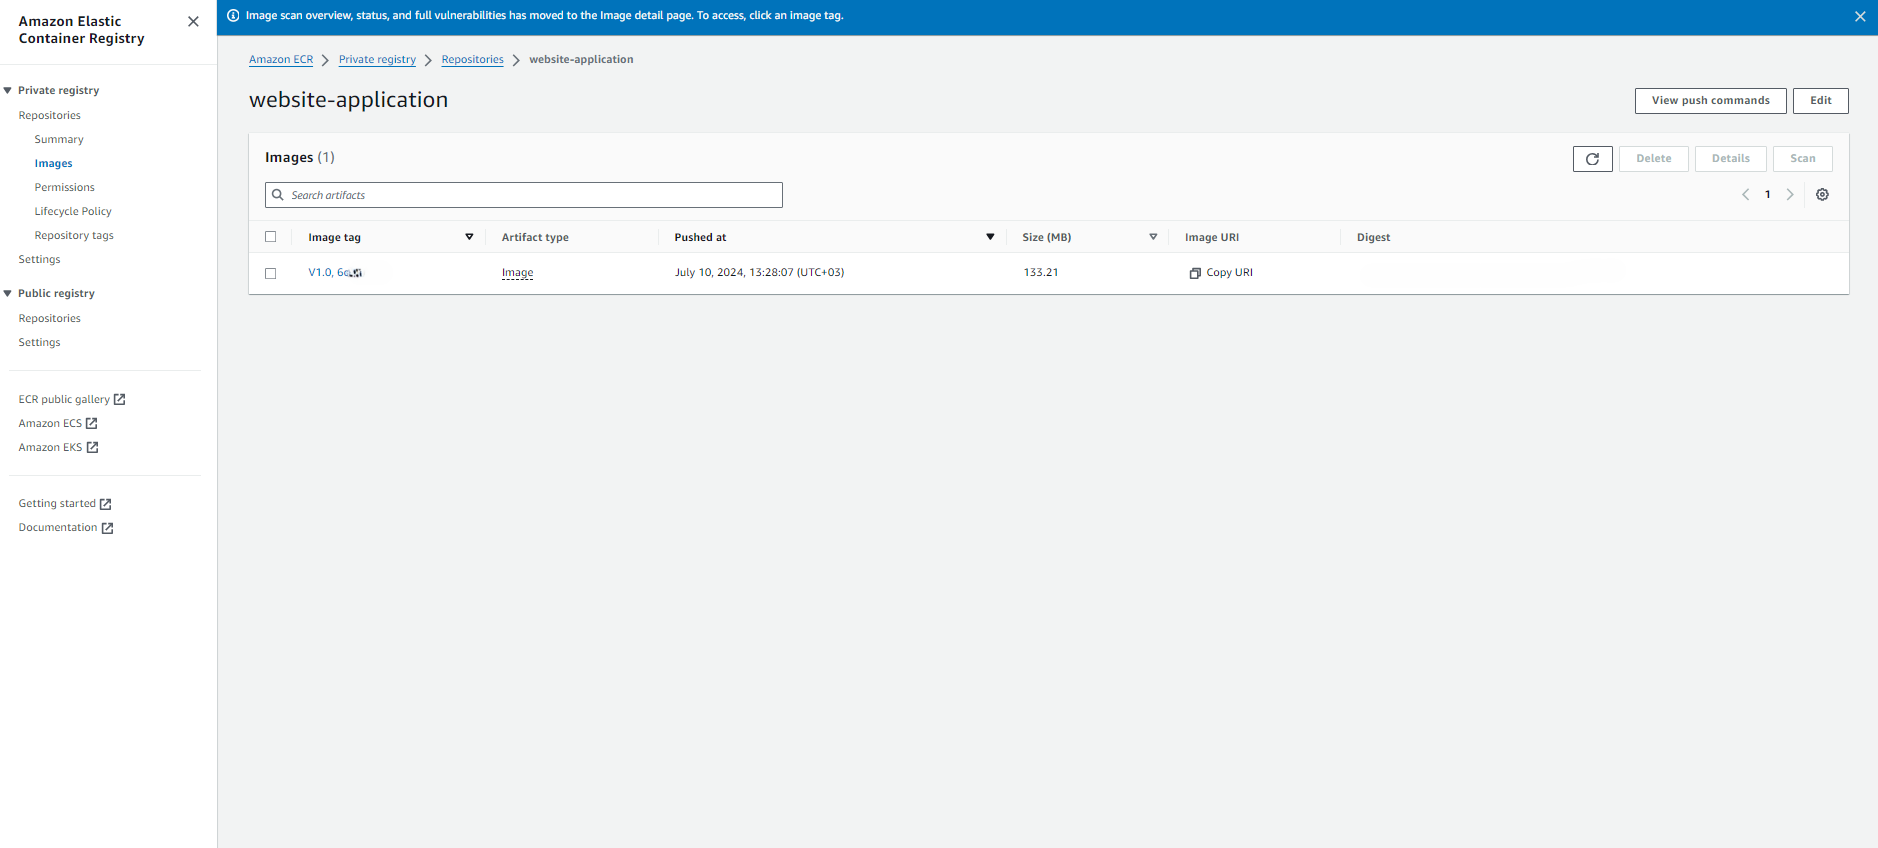 Amazon Elastic
Container Registry
Private registry
Repositories
Summary
Images
Permissions
Lifecycle Policy
Repository tags
Settings
Public registry
Repositories
Settings
ECR public gallery
Amazon ECS
Amazon EKS
Getting started
Documentation
Image scan overview, status, and full vulnerabilities has moved to the Image detail page. To access, click an image tag.
Amazon ECR Private registry Repositories website-application
website-application
View push commands Edit
Images (1)
Delete Details Scan
Search artifacts
1
Image tag Artifact type Pushed at Size (MB) Image URI Digest
V1.0, Image July 10, 2024, 13:28:07 (UTC+03) 133.21 Copy URI